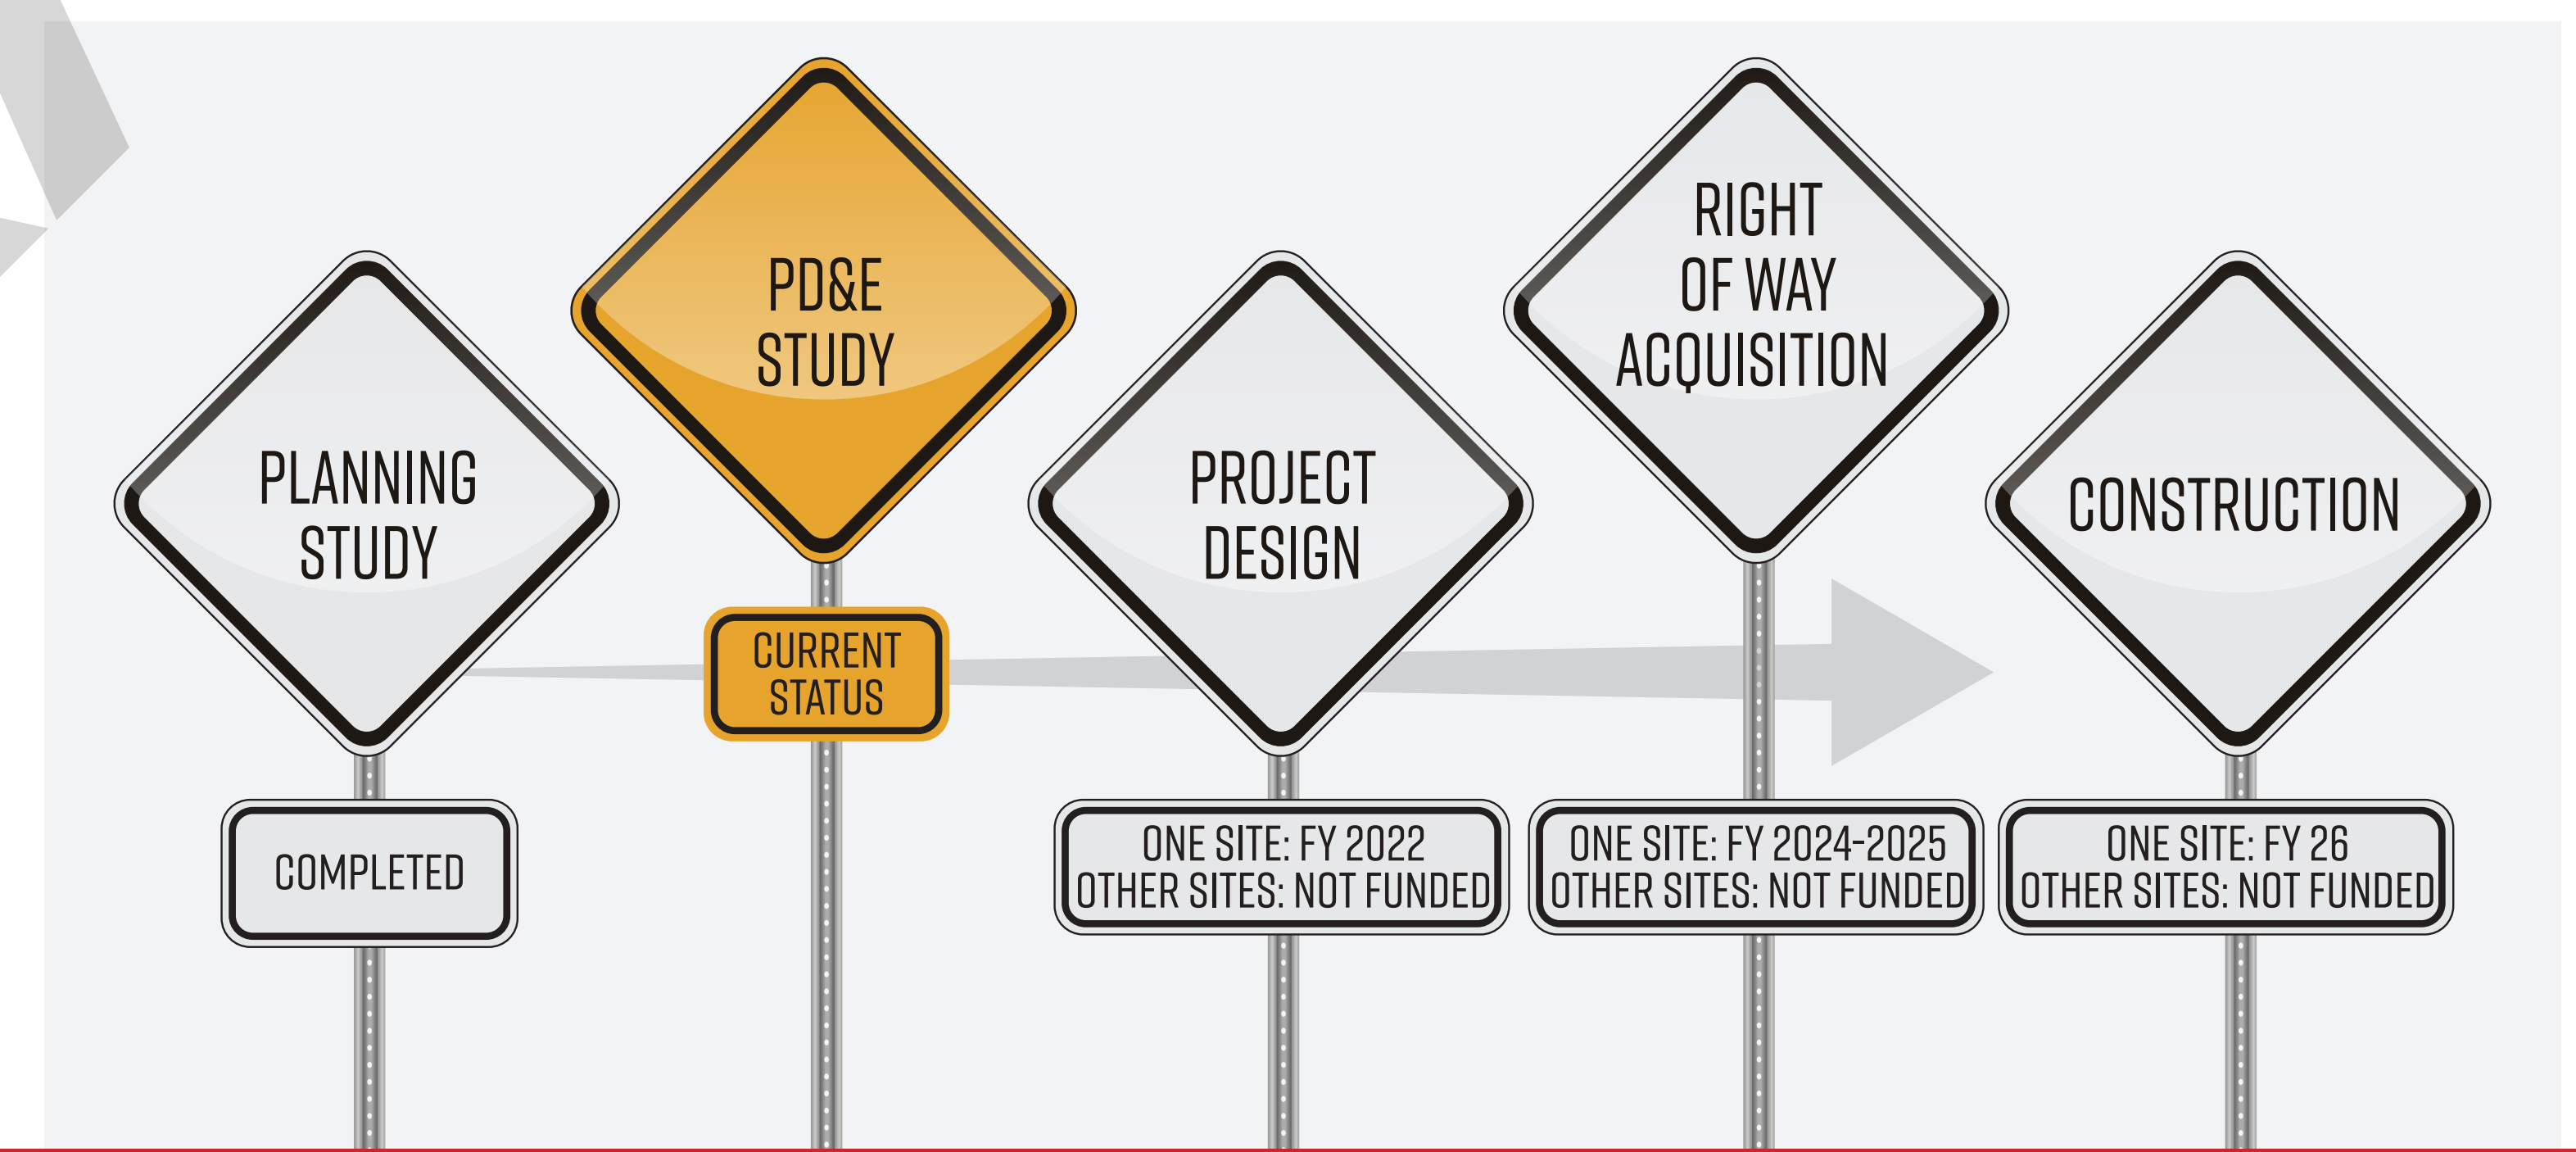 PLANNING
STUDY
COMPLETED
PD&E
STUDY
CURRENT
STATUS
PROJECT
DESIGN
ONE SITE: FY 2022
OTHER SITES: NOT FUNDED
RIGHT
OF WAY
ACQUISITION
ONE SITE: FY 2024-2025
OTHER SITES: NOT FUNDED
CONSTRUCTION
ONE SITE: FY 26
OTHER SITES: NOT FUNDED